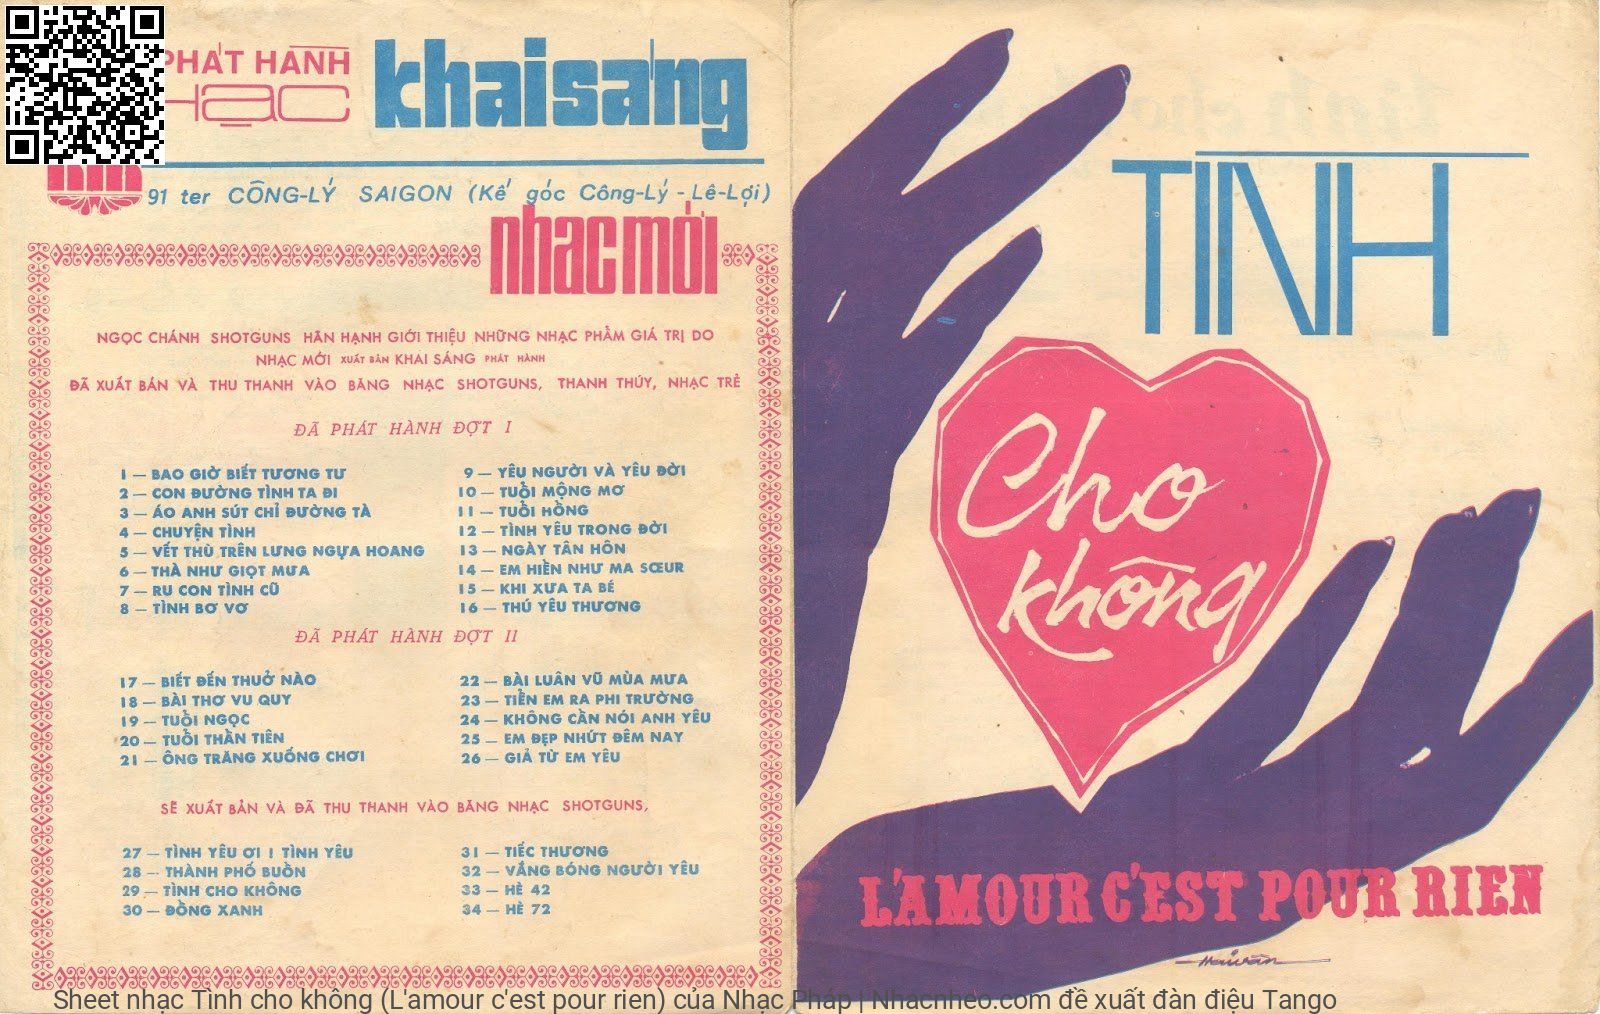 PHÁT HÀNH
NHẠC
khai sáng
91 ter CÔNG-LÝ SAIGON (Kế góc Công-Lý - Lê-Lợi)
nhạc mới
NGỌC CHÁNH SHOTGUNS HÂN HẠNH GIỚI THIỆU NHỮNG NHẠC PHẨM GIÁ TRỊ DO
NHẠC MỚI XUẤT BẢN KHAI SÁNG PHÁT HÀNH
ĐÃ XUẤT BẢN VÀ THU THANH VÀO BĂNG NHẠC SHOTGUNS, THANH THÚY, NHẠC TRẺ
ĐÃ PHÁT HÀNH ĐỢT I
1 — BAO GIỜ BIẾT TƯƠNG TƯ
2 — CON ĐƯỜNG TÌNH TA ĐI
3 — ÁO ANH SÚT CHỈ ĐƯỜNG TÀ
4 — CHUYỆN TÌNH
5 — VẾT THÙ TRÊN LƯNG NGỰA HOANG
6 — THÀ NHƯ GIỌT MƯA
7 — RU CON TÌNH CŨ
8 — TÌNH BƠ VƠ
9 — YÊU NGƯỜI VÀ YÊU ĐỜI
10 — TUỔI MỘNG MƠ
11 — TUỔI HỒNG
12 — TÌNH YÊU TRONG ĐỜI
13 — NGÀY TÂN HÔN
14 — EM HIỀN NHƯ MA SŒUR
15 — KHI XƯA TA BÉ
16 — THÚ YÊU THƯƠNG
ĐÃ PHÁT HÀNH ĐỢT II
17 — BIẾT ĐẾN THUỞ NÀO
18 — BÀI THƠ VU QUY
19 — TUỔI NGỌC
20 — TUỔI THẦN TIÊN
21 — ÔNG TRĂNG XUỐNG CHƠI
22 — BÀI LUÂN VŨ MÙA MƯA
23 — TIỄN EM RA PHI TRƯỜNG
24 — KHÔNG CẦN NÓI ANH YÊU
25 — EM ĐẸP NHỨT ĐÊM NAY
26 — GIẢ TỪ EM YÊU
SẼ XUẤT BẢN VÀ ĐÃ THU THANH VÀO BĂNG NHẠC SHOTGUNS,
27 — TÌNH YÊU ƠI ! TÌNH YÊU
28 — THÀNH PHỐ BUỒN
29 — TÌNH CHO KHÔNG
30 — ĐỒNG XANH
31 — TIẾC THƯƠNG
32 — VẮNG BÓNG NGƯỜI YÊU
33 — HÈ 42
34 — HÈ 72
TÌNH
Cho
không
L'AMOUR C'EST POUR RIEN
Sheet nhạc Tình cho không (L'amour c'est pour rien) của Nhạc Pháp | Nhacnheo.com đề xuất đàn điệu Tango